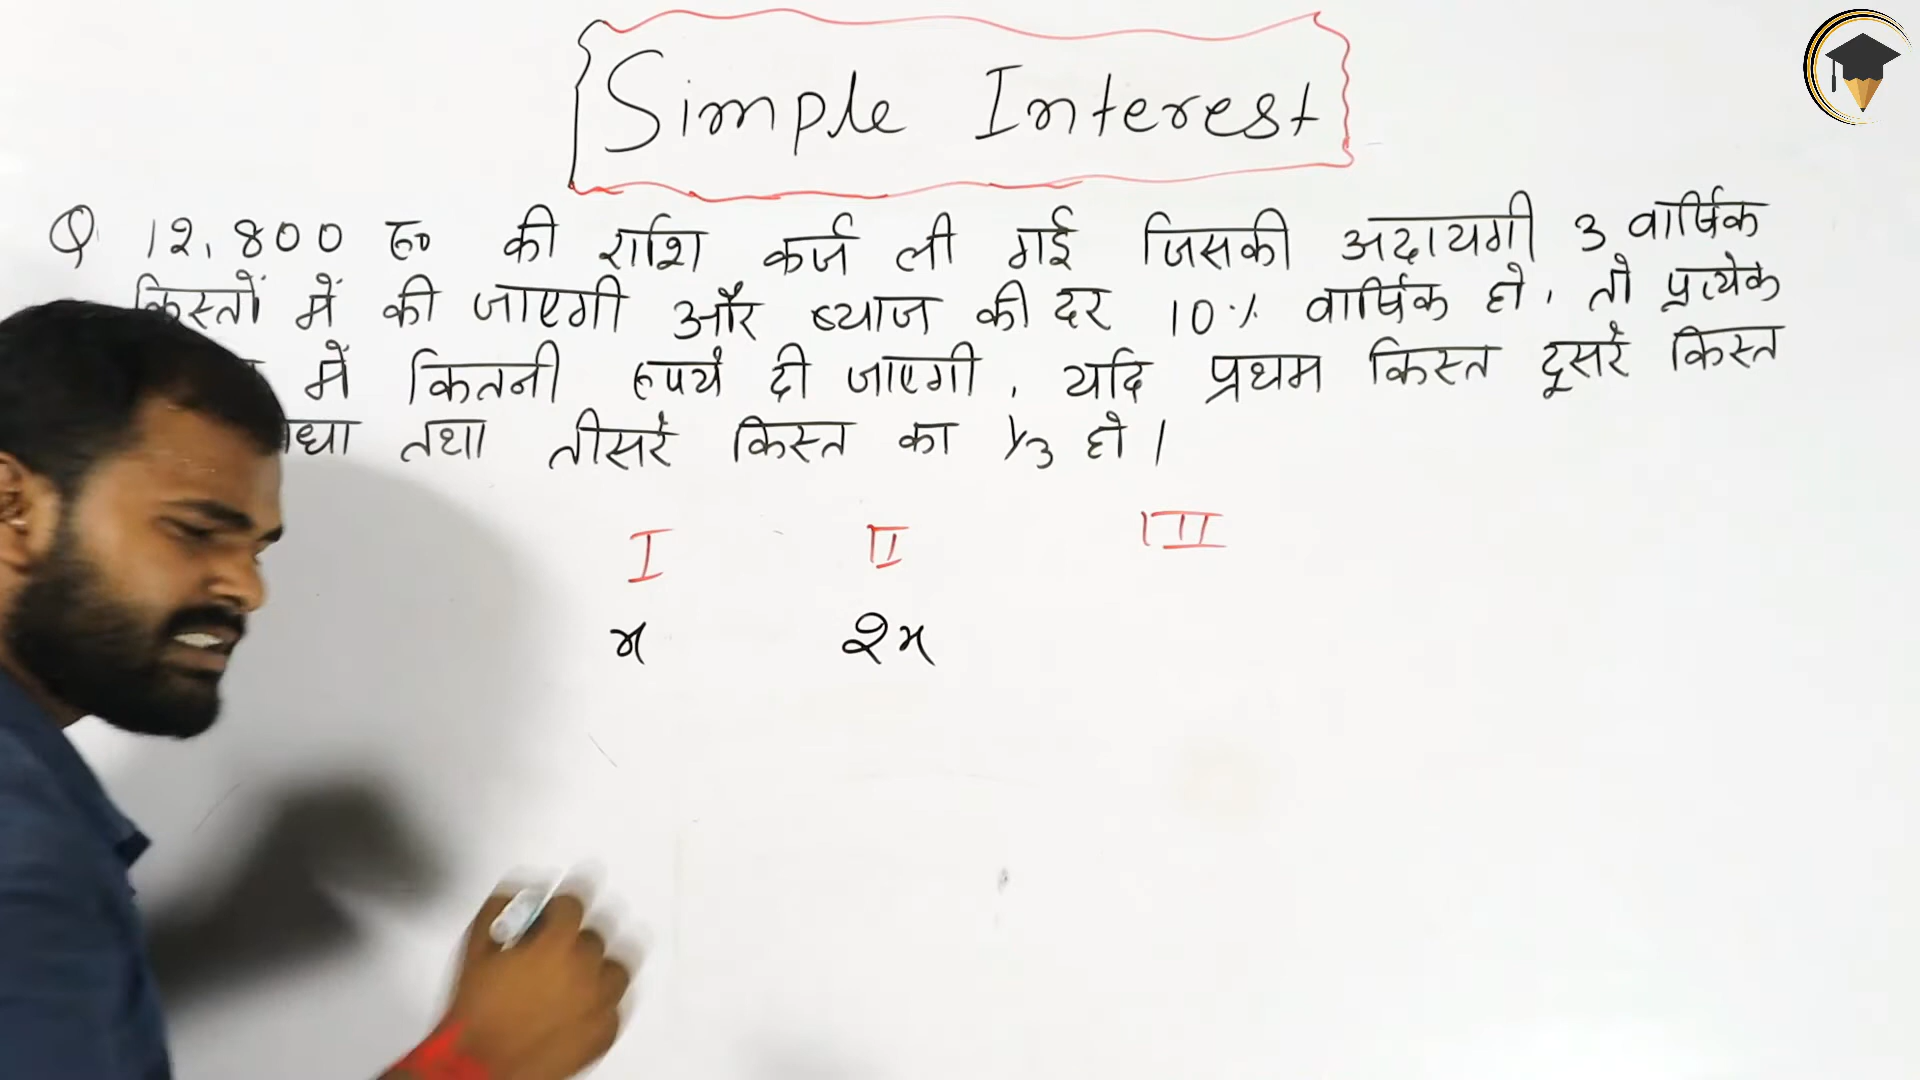 Simple Interest
Q. 12,800 रू० की राशि कर्ज ली गई जिसकी अदायगी 3 वार्षिक
किस्तों में की जाएगी और ब्याज की दर 10% वार्षिक हो, तो प्रत्येक
में कितनी रूपये दी जाएगी, यदि प्रथम किस्त दूसरे किस्त
तथा तीसरे किस्त का 1/3 हो।
I II III
x 2x